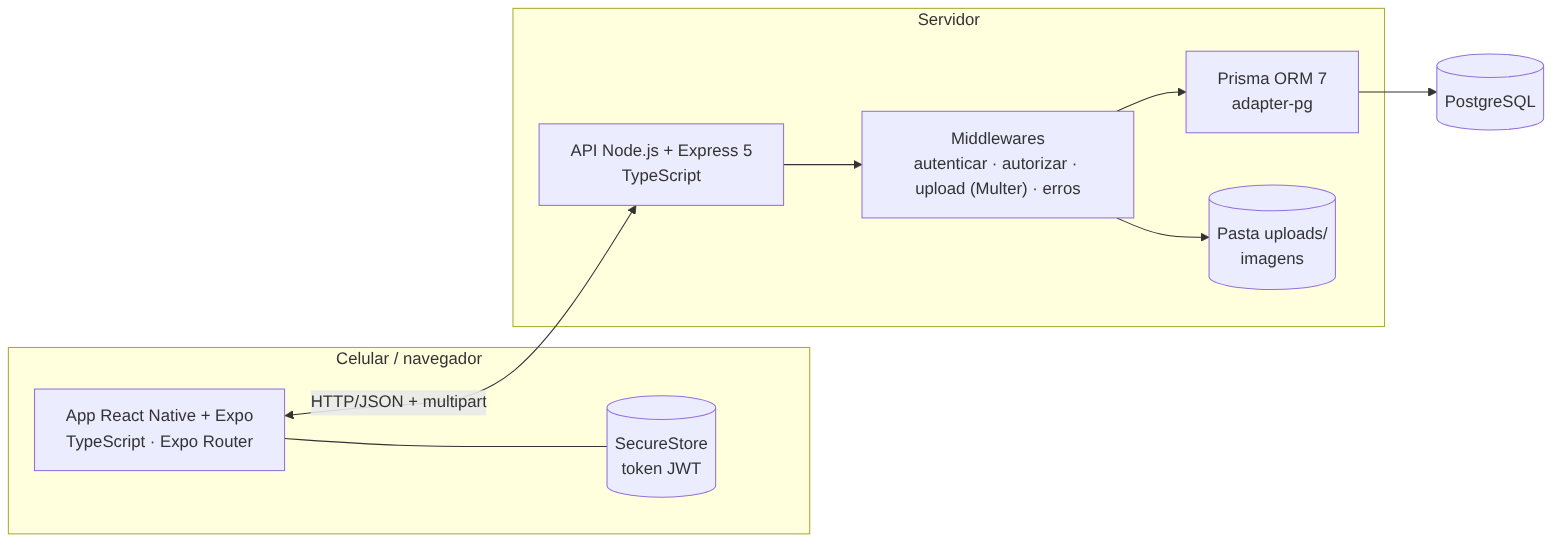 Servidor
Prisma ORM 7
adapter-pg
PostgreSQL
API Node.js + Express 5
TypeScript
Middlewares
autenticar · autorizar ·
upload (Multer) · erros
Pasta uploads/
imagens
Celular / navegador
App React Native + Expo
TypeScript · Expo Router
HTTP/JSON + multipart
SecureStore
token JWT